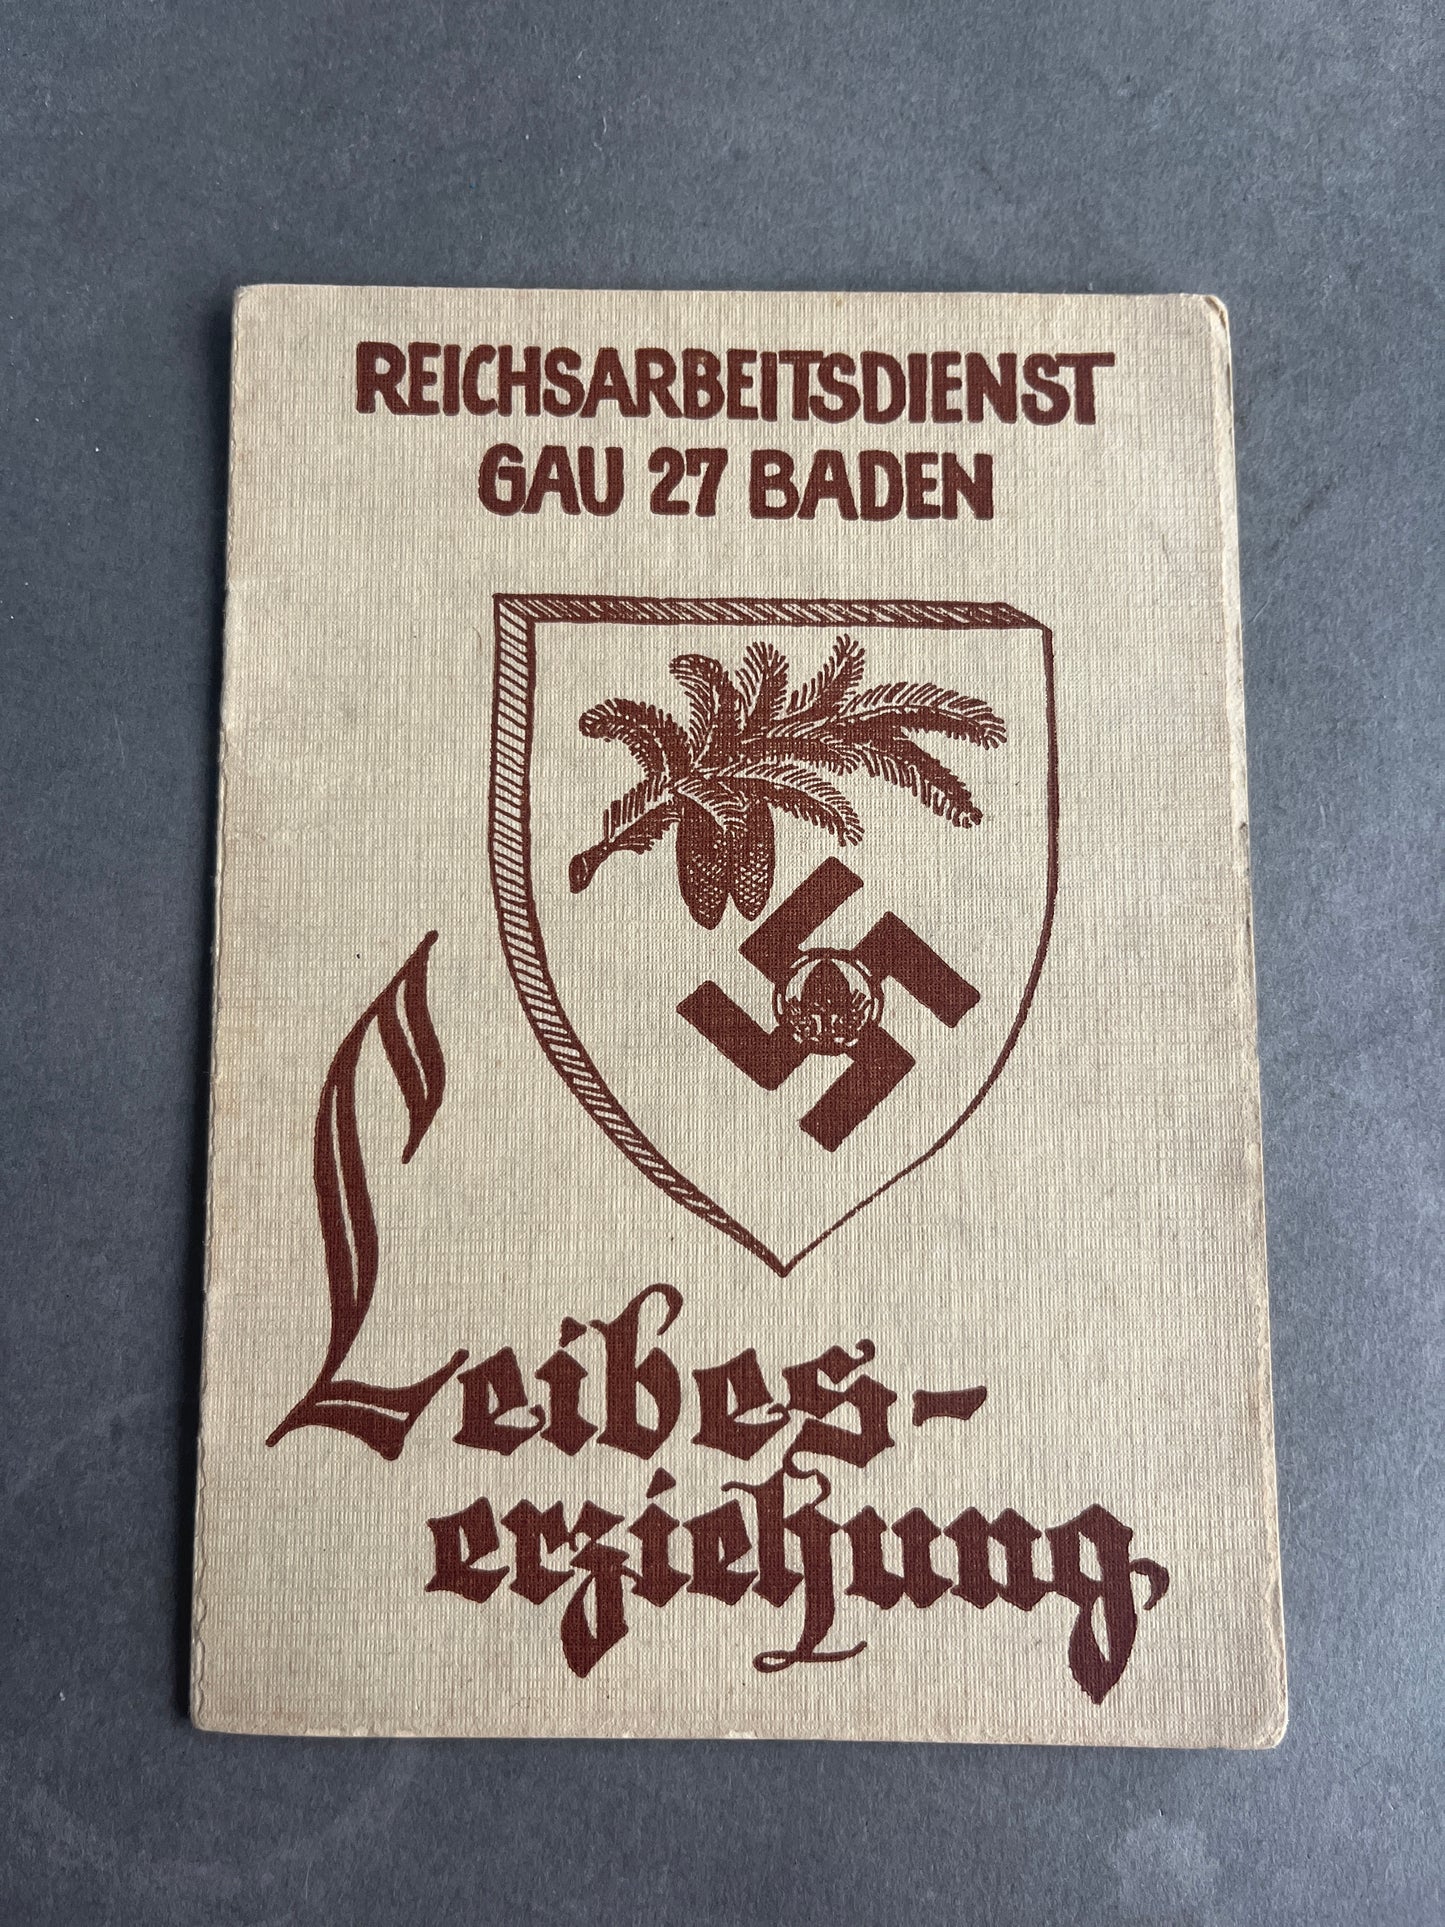 REICHSARBEITSDIENST
GAU 27 BADEN
Leibes-
erziehung